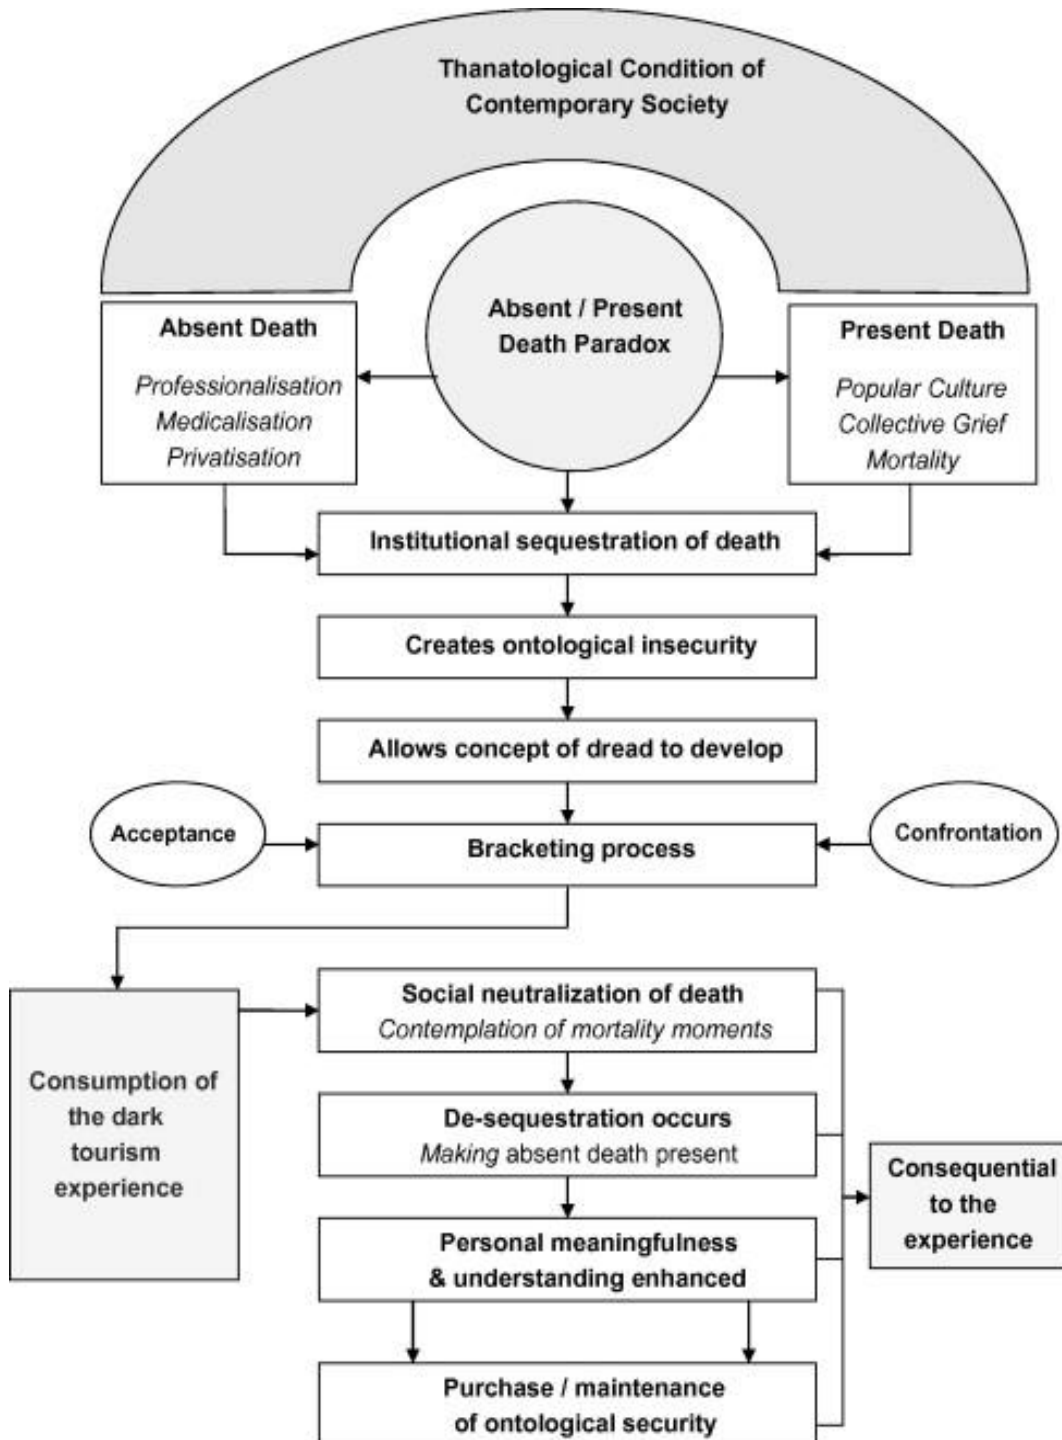 Thanatological Condition of
Contemporary Society
Absent / Present
Death Paradox
Absent Death
Professionalisation
Medicalisation
Privatisation
Present Death
Popular Culture
Collective Grief
Mortality
Institutional sequestration of death
Creates ontological insecurity
Allows concept of dread to develop
Acceptance
Bracketing process
Confrontation
Consumption of
the dark
tourism
experience
Social neutralization of death
Contemplation of mortality moments
De-sequestration occurs
Making absent death present
Personal meaningfulness
& understanding enhanced
Purchase / maintenance
of ontological security
Consequential
to the
experience